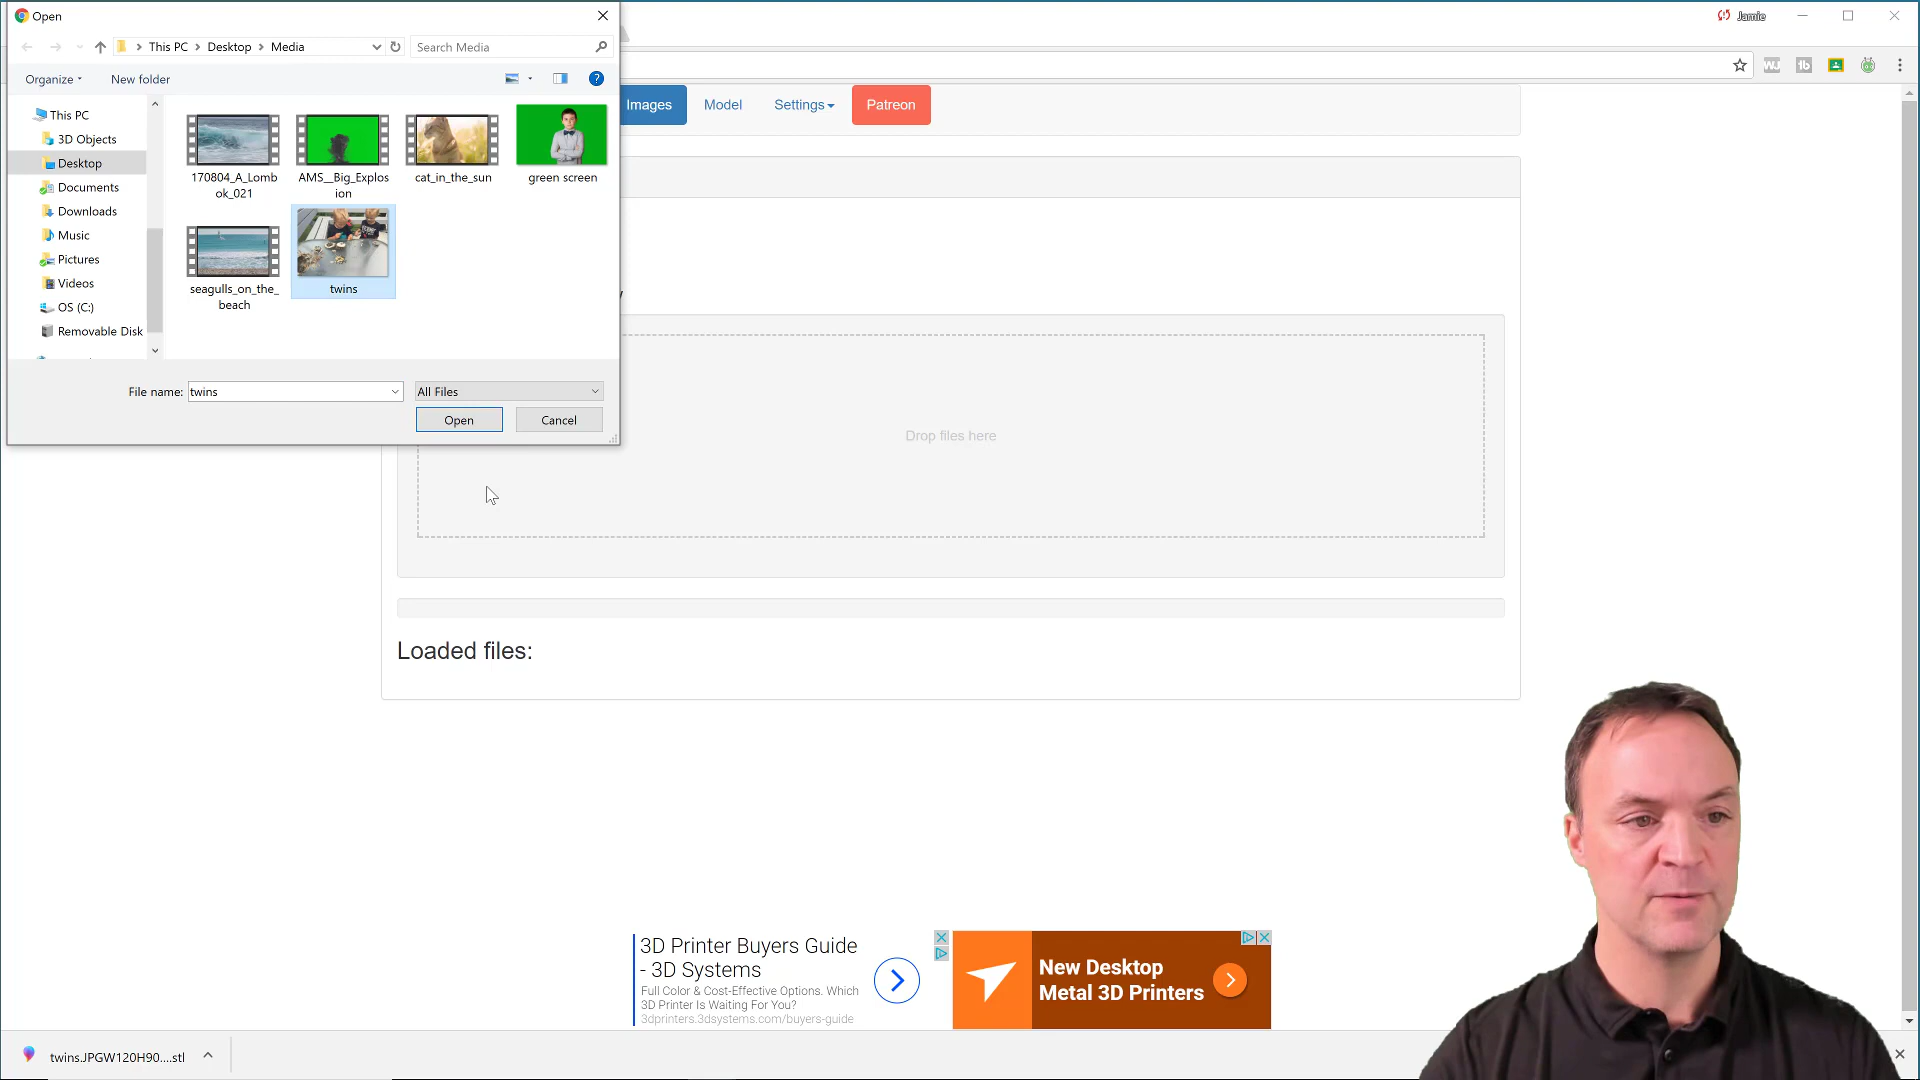 Open
Jamie
This PC
Desktop
Media
Search Media
Organize
New folder
This PC
3D Objects
Desktop
Documents
Downloads
Music
Pictures
Videos
OS (C:)
Removable Disk
170804_A_Lomb
ok_021
AMS__Big_Explos
ion
cat_in_the_sun
green screen
seagulls_on_the_
beach
twins
File name:
twins
All Files
Open
Cancel
Images
Model
Settings
Patreon
Drop files here
Loaded files:
3D Printer Buyers Guide
- 3D Systems
Full Color & Cost-Effective Options. Which
3D Printer Is Waiting For You?
3dprinters.3dsystems.com/buyers-guide
New Desktop
Metal 3D Printers
twins.JPGW120H90....stl